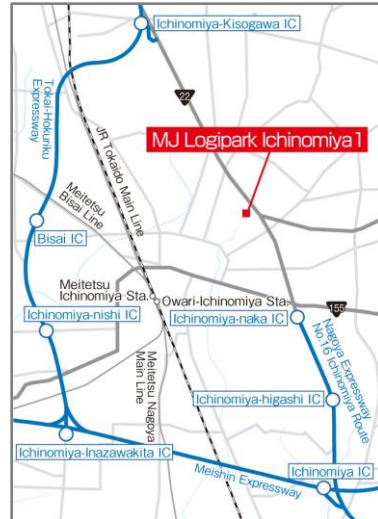 Ichinomiya-Kisogawa IC
Tokai-Hokuriku
Expressway
22
JR Tokaido Main Line
MJ Logipark Ichinomiya 1
Meitetsu
Bisai Line
Bisai IC
Meitetsu
Ichinomiya Sta.
Owari-Ichinomiya Sta.
155
Ichinomiya-nishi IC
Ichinomiya-naka IC
Nagoya Expressway
No.16 Ichinomiya Route
Meitetsu Nagoya
Main Line
Ichinomiya-higashi IC
Ichinomiya-Inazawakita IC
Ichinomiya IC
Meishin Expressway